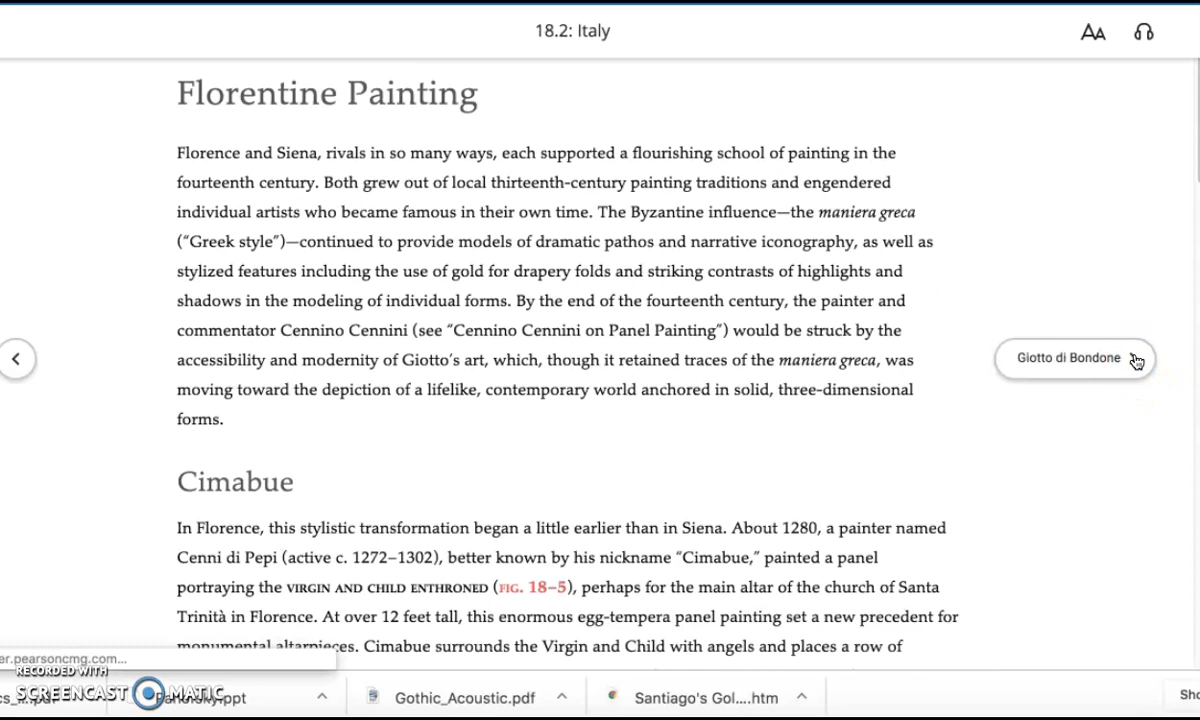 18.2: Italy
AA
Florentine Painting
Florence and Siena, rivals in so many ways, each supported a flourishing school of painting in the
fourteenth century. Both grew out of local thirteenth-century painting traditions and engendered
individual artists who became famous in their own time. The Byzantine influence—the maniera greca
(“Greek style”)—continued to provide models of dramatic pathos and narrative iconography, as well as
stylized features including the use of gold for drapery folds and striking contrasts of highlights and
shadows in the modeling of individual forms. By the end of the fourteenth century, the painter and
commentator Cennino Cennini (see “Cennino Cennini on Panel Painting”) would be struck by the
accessibility and modernity of Giotto’s art, which, though it retained traces of the maniera greca, was
moving toward the depiction of a lifelike, contemporary world anchored in solid, three-dimensional
forms.
Giotto di Bondone
Cimabue
In Florence, this stylistic transformation began a little earlier than in Siena. About 1280, a painter named
Cenni di Pepi (active c. 1272–1302), better known by his nickname “Cimabue,” painted a panel
portraying the VIRGIN AND CHILD ENTHRONED (FIG. 18–5), perhaps for the main altar of the church of Santa
Trinità in Florence. At over 12 feet tall, this enormous egg-tempera panel painting set a new precedent for
monumental altarpieces. Cimabue surrounds the Virgin and Child with angels and places a row of
er.pearsoncmg.com...
RECORDED WITH
SCREENCAST MATIC
.ppt
Gothic_Acoustic.pdf
Santiago's Gol....htm
Sho